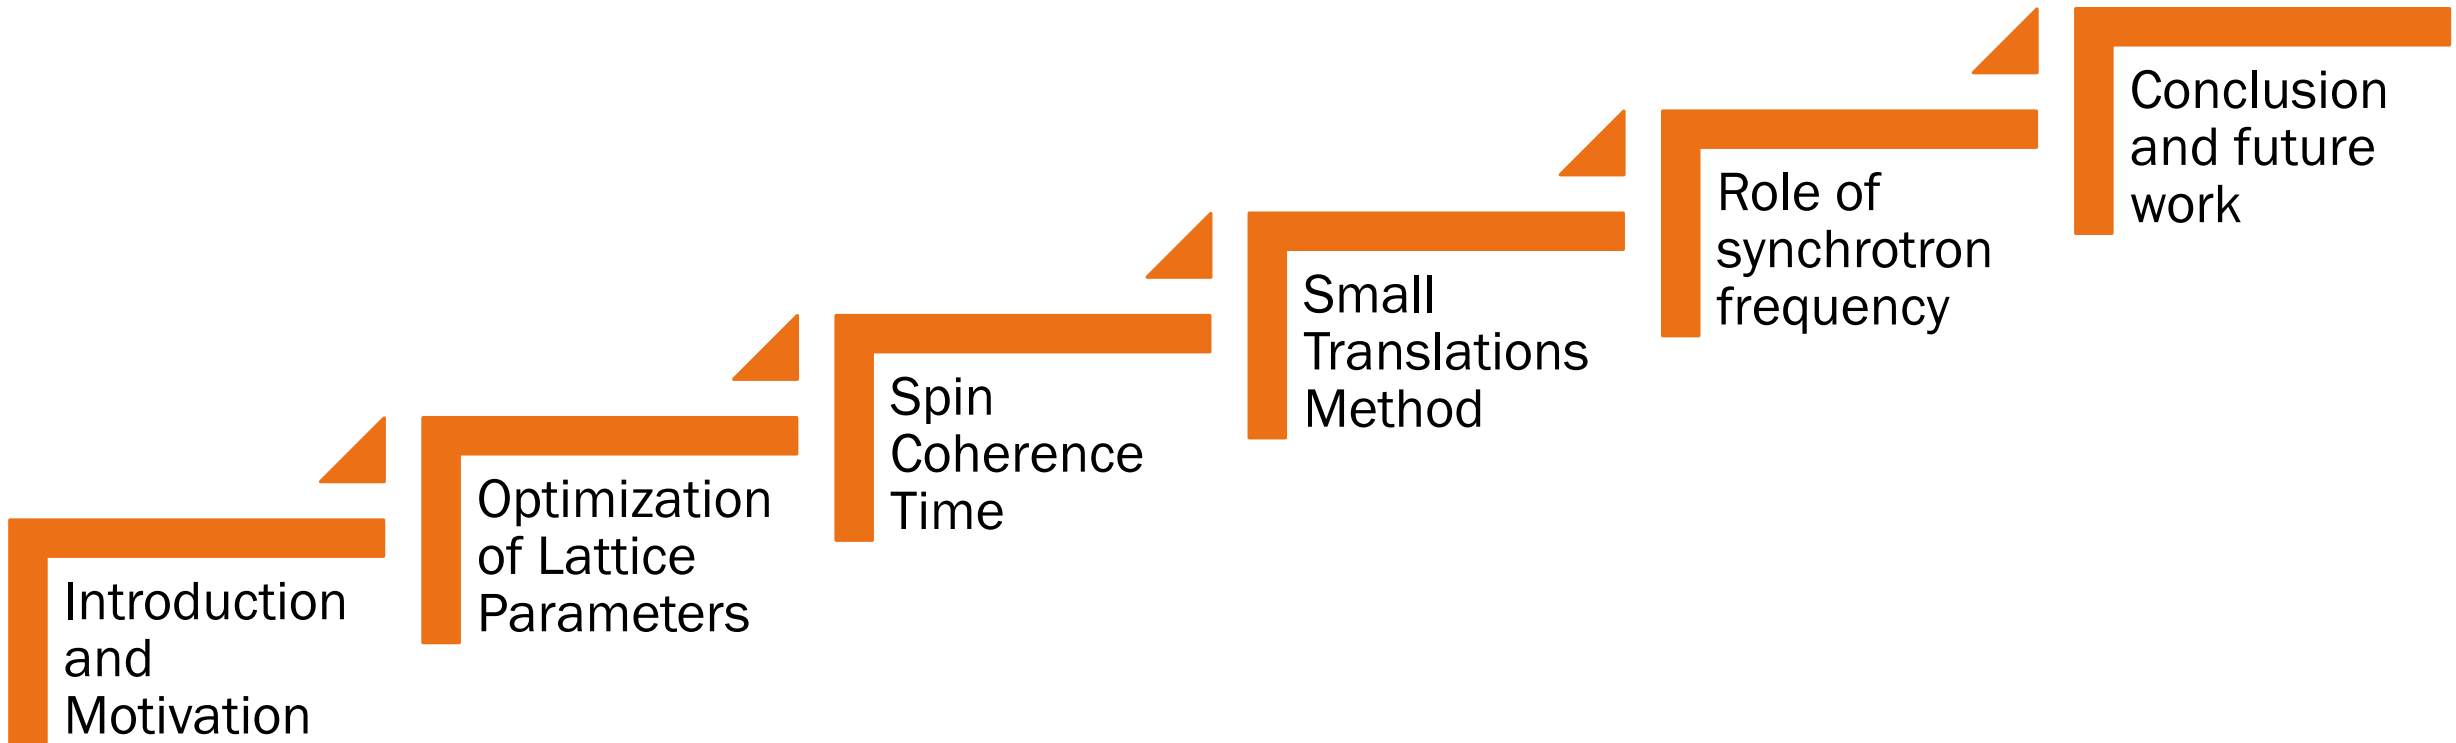 Introduction
and
Motivation
Optimization
of Lattice
Parameters
Spin
Coherence
Time
Small
Translations
Method
Role of
synchrotron
frequency
Conclusion
and future
work